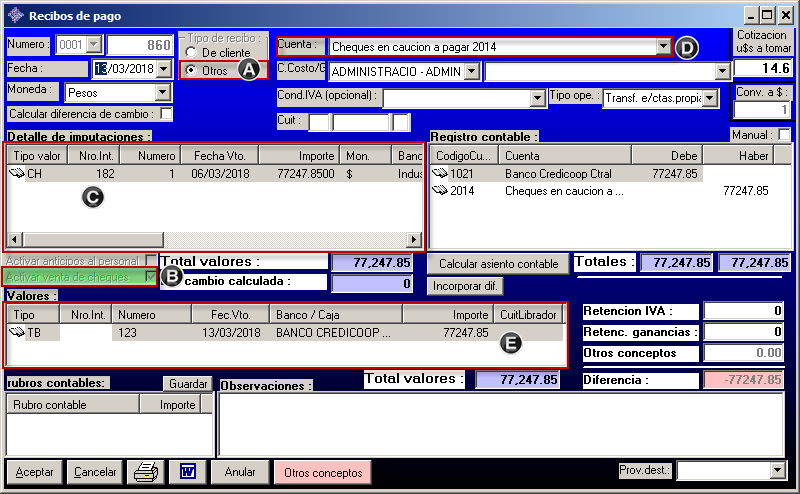 Recibos de pago
Numero : 0001 860
Tipo de recibo :
De cliente
Otros
A
Cuenta : Cheques en caucion a pagar 2014
D
Cotizacion
u$s a tomar
14.6
Fecha : 13/03/2018
C.Costo/G ADMINISTRACIO - ADMIN
Moneda : Pesos
Cond.IVA (opcional) :
Tipo ope. : Transf. e/ctas.propia
Conv. a $ :
1
Calcular diferencia de cambio :
Cuit :
Detalle de imputaciones :
Registro contable :
Manual :
Tipo valor Nro.Int. Numero Fecha Vto. Importe Mon. Banc
CH 182 1 06/03/2018 77247.8500 $ Indus
C
CodigoCu... Cuenta Debe Haber
1021 Banco Credicoop Ctral 77247.85
2014 Cheques en caucion a ... 77247.85
Activar anticipos al personal
Total valores : 77,247.85
Calcular asiento contable
Totales : 77,247.85 77,247.85
Activar venta de cheques
B
cambio calculada : 0
Incorporar dif.
Valores :
Tipo Nro.Int. Numero Fec.Vto. Banco / Caja Importe CuitLibrador
TB 123 13/03/2018 BANCO CREDICOOP ... 77247.85
E
Retencion IVA : 0
Retenc. ganancias : 0
Otros conceptos 0.00
Total valores : 77,247.85
Diferencia : -77247.85
rubros contables:
Guardar
Observaciones :
Rubro contable Importe
Aceptar
Cancelar
W
Anular
Otros conceptos
Prov.dest.: